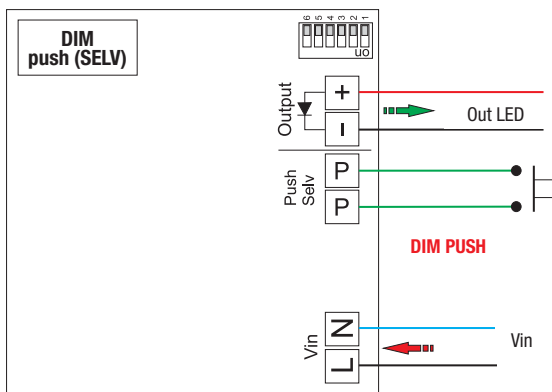 DIM
push (SELV)
6 5 4 3 2 1
on
Output
+
-
Out LED
Push
Selv
P
P
DIM PUSH
Vin
N
L
Vin